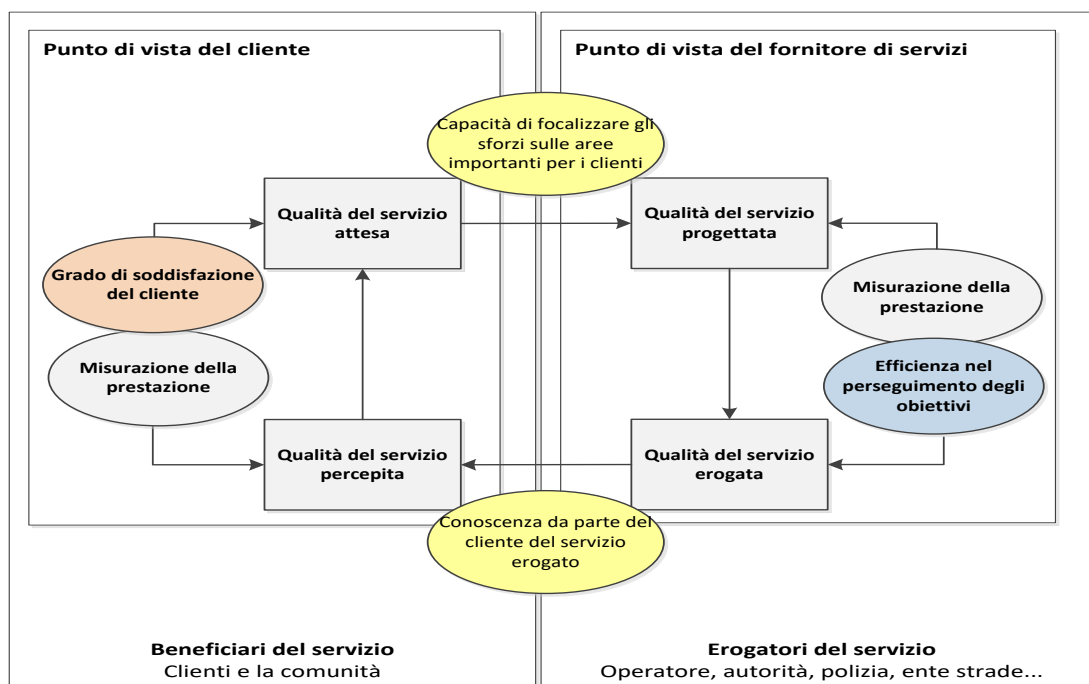 Punto di vista del cliente
Punto di vista del fornitore di servizi
Capacità di focalizzare gli
sforzi sulle aree
importanti per i clienti
Qualità del servizio
attesa
Qualità del servizio
progettata
Grado di soddisfazione
del cliente
Misurazione della
prestazione
Misurazione della
prestazione
Efficienza nel
perseguimento degli
obiettivi
Qualità del servizio
percepita
Qualità del servizio
erogata
Conoscenza da parte del
cliente del servizio
erogato
Beneficiari del servizio
Clienti e la comunità
Erogatori del servizio
Operatore, autorità, polizia, ente strade...